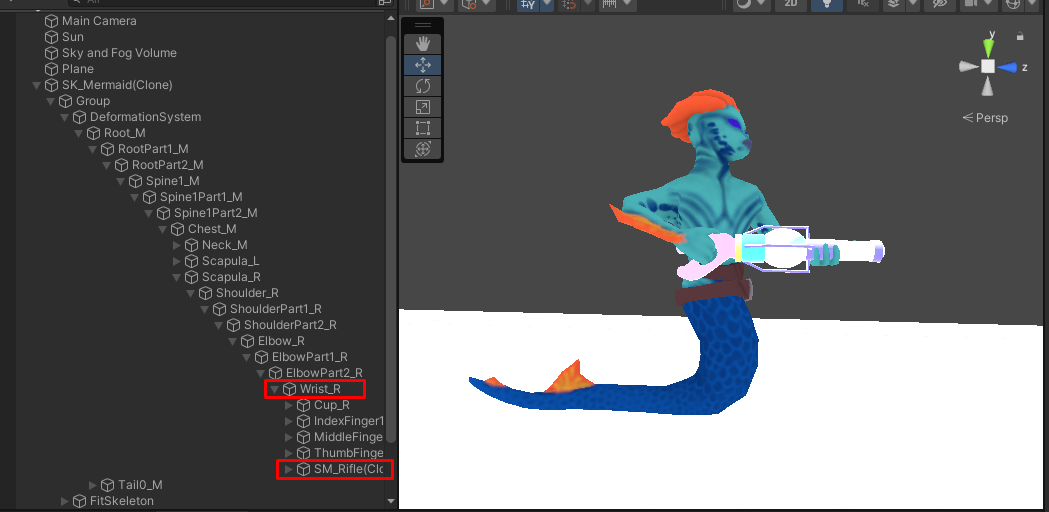 All
2D
Main Camera
Sun
Sky and Fog Volume
Plane
SK_Mermaid(Clone)
Group
DeformationSystem
Root_M
RootPart1_M
RootPart2_M
Spine1_M
Spine1Part1_M
Spine1Part2_M
Chest_M
Neck_M
Scapula_L
Scapula_R
Shoulder_R
ShoulderPart1_R
ShoulderPart2_R
Elbow_R
ElbowPart1_R
ElbowPart2_R
Wrist_R
Cup_R
IndexFinger1
MiddleFinge
ThumbFinge
SM_Rifle(Clo
Tail0_M
FitSkeleton
y
z
Persp